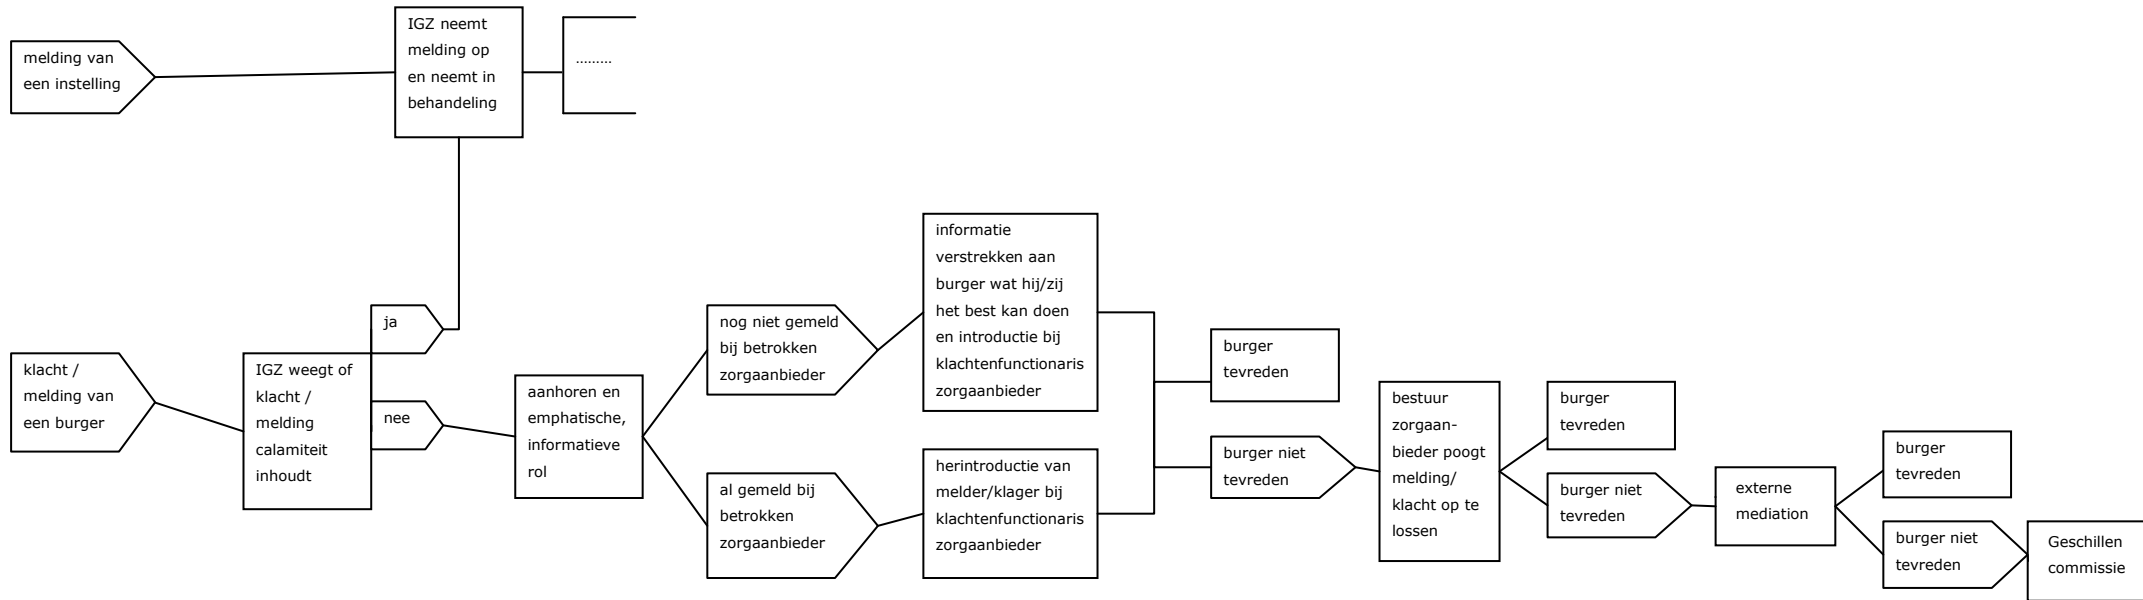 IGZ neemt
melding op
en neemt in
behandeling
melding van
een instelling
.........
informatie
verstrekken aan
burger wat hij/zij
het best kan doen
en introductie bij
klachtenfunctionaris
zorgaanbieder
ja
nog niet gemeld
bij betrokken
zorgaanbieder
burger
tevreden
klacht /
melding van
een burger
IGZ weegt of
klacht /
melding
calamiteit
inhoudt
nee
aanhoren en
emphatische,
informatieve
rol
al gemeld bij
betrokken
zorgaanbieder
herintroductie van
melder/klager bij
klachtenfunctionaris
zorgaanbieder
burger niet
tevreden
bestuur
zorgaan-
bieder poogt
melding/
klacht op te
lossen
burger
tevreden
burger niet
tevreden
externe
mediation
burger
tevreden
burger niet
tevreden
Geschillen
commissie